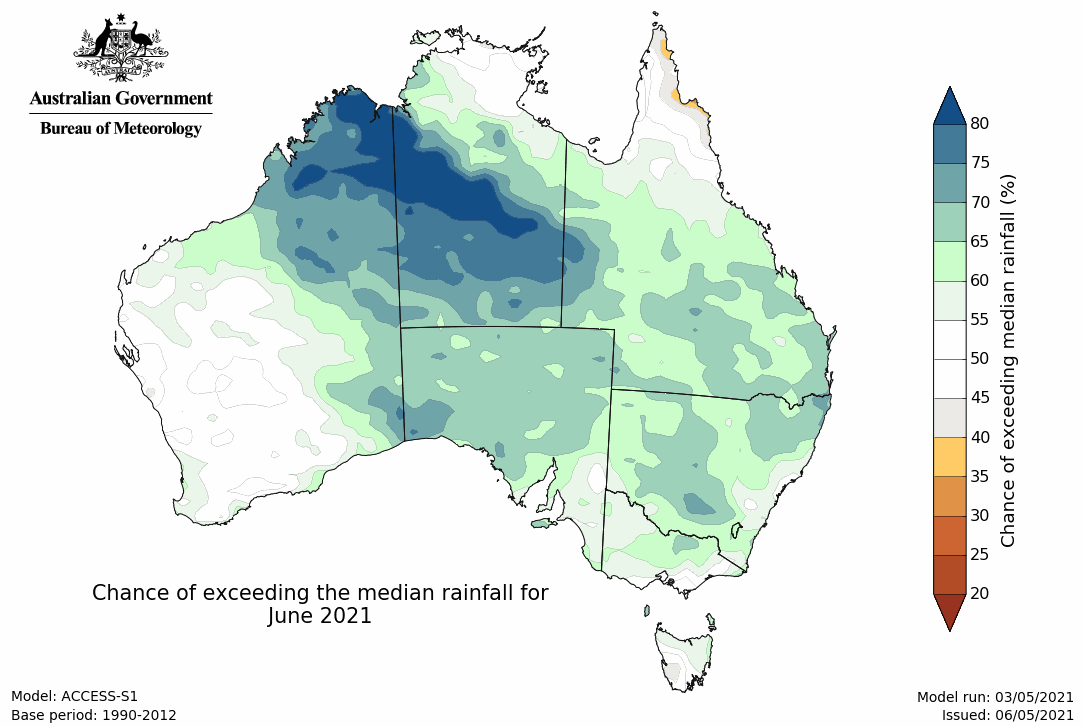 Australian Government
Bureau of Meteorology
80
75
70
65
60
55
50
45
40
35
30
25
20
Chance of exceeding median rainfall (%)
Chance of exceeding the median rainfall for
June 2021
Model: ACCESS-S1
Base period: 1990-2012
Model run: 03/05/2021
Issued: 06/05/2021